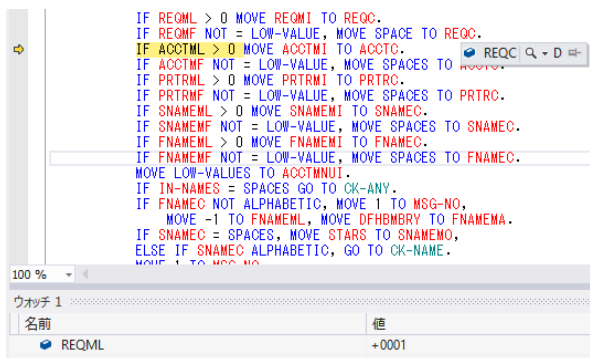 IF REQML > 0 MOVE REQMI TO REQC.
IF REQMF NOT = LOW-VALUE, MOVE SPACE TO REQC.
IF ACCTML > 0 MOVE ACCTMI TO ACCTC.
REQC D
IF ACCTMF NOT = LOW-VALUE, MOVE SPACES TO
IF PRTRML > 0 MOVE PRTRMI TO PRTRC.
IF PRTRMF NOT = LOW-VALUE, MOVE SPACES TO PRTRC.
IF SNAMEML > 0 MOVE SNAMEMI TO SNAMEC.
IF SNAMEMF NOT = LOW-VALUE, MOVE SPACES TO SNAMEC.
IF FNAMEML > 0 MOVE FNAMEMI TO FNAMEC.
IF FNAMEMF NOT = LOW-VALUE, MOVE SPACES TO FNAMEC.
MOVE LOW-VALUES TO ACCTMNUI.
IF IN-NAMES = SPACES GO TO CK-ANY.
IF FNAMEC NOT ALPHABETIC, MOVE 1 TO MSG-NO,
MOVE -1 TO FNAMEML, MOVE DFHBMBRY TO FNAMEMA.
IF SNAMEC = SPACES, MOVE STARS TO SNAMEMO,
ELSE IF SNAMEC ALPHABETIC, GO TO CK-NAME.
MOVE 1 TO MSG-NO
100 %
ウォッチ 1
名前 値
REQML +0001